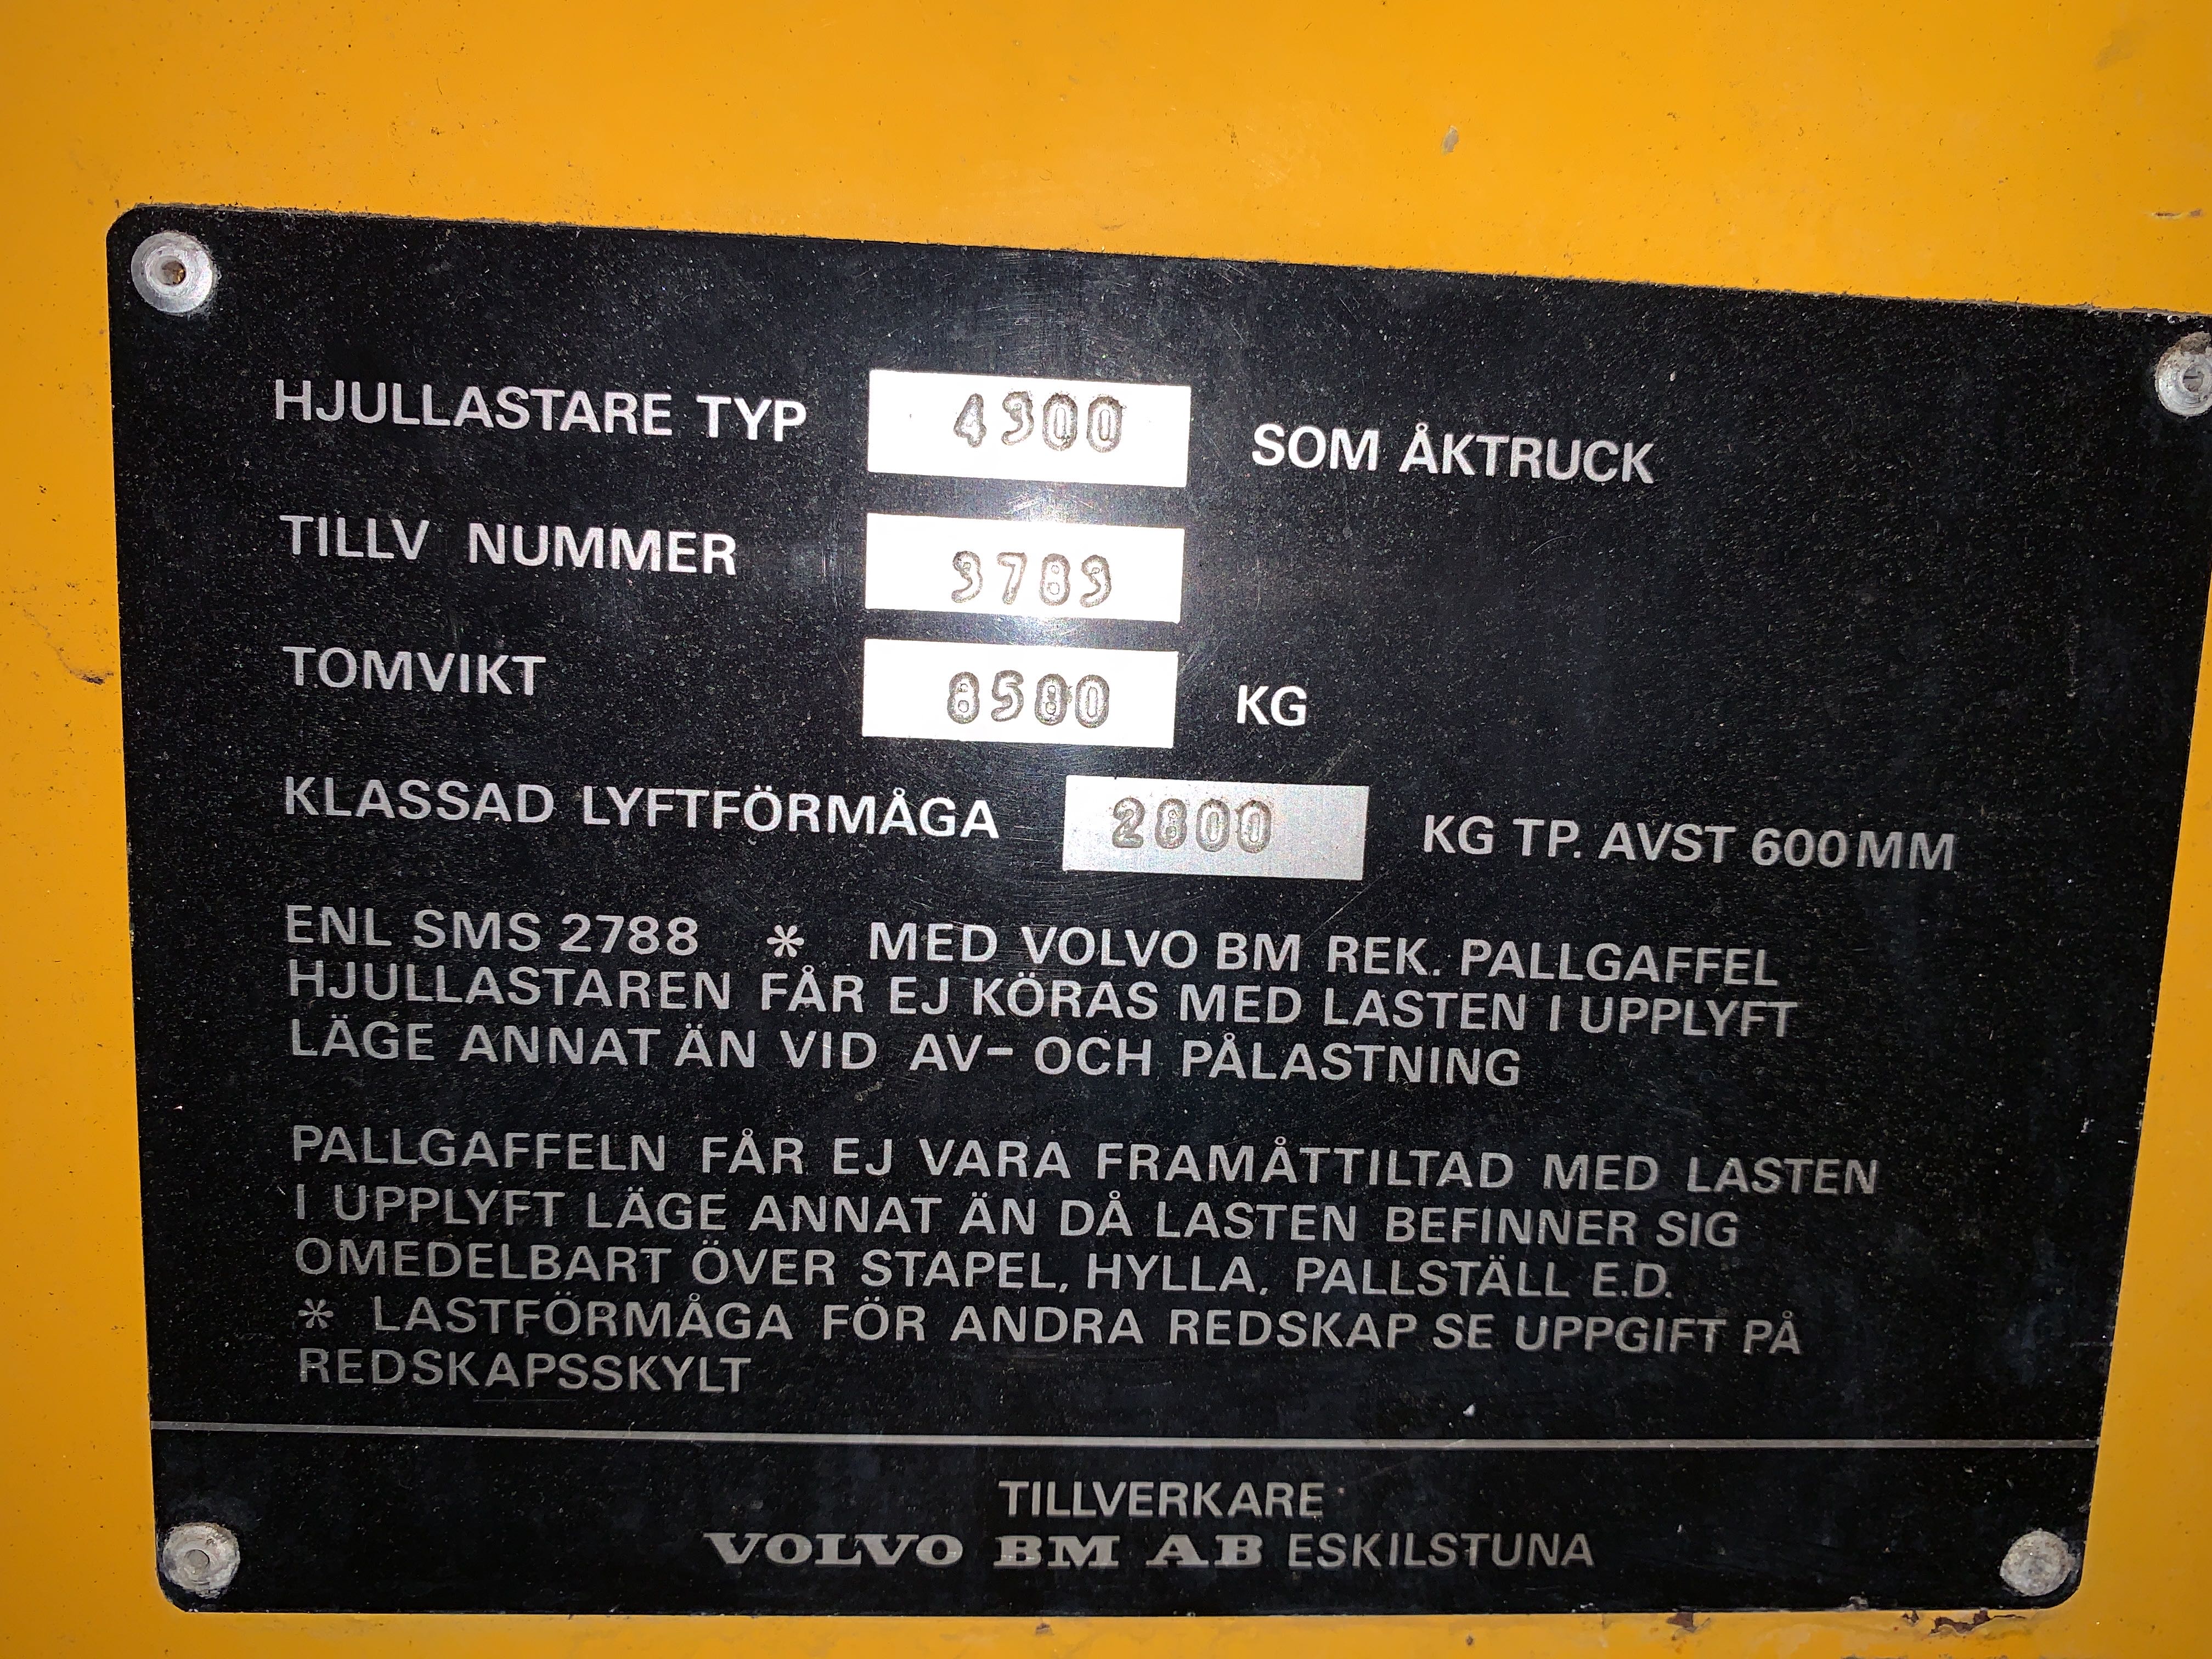 HJULLASTARE TYP 4300 SOM ÅKTRUCK
TILLV NUMMER 3783
TOMVIKT 8580 KG
KLASSAD LYFTFÖRMÅGA 2800 KG TP. AVST 600MM
ENL SMS 2788 * MED VOLVO BM REK. PALLGAFFEL
HJULLASTAREN FÅR EJ KÖRAS MED LASTEN I UPPLYFT
LÄGE ANNAT ÄN VID AV- OCH PÅLASTNING
PALLGAFFELN FÅR EJ VARA FRAMÅTTILTAD MED LASTEN
I UPPLYFT LÄGE ANNAT ÄN DÅ LASTEN BEFINNER SIG
OMEDELBART ÖVER STAPEL, HYLLA, PALLSTÄLL E.D.
* LASTFÖRMÅGA FÖR ANDRA REDSKAP SE UPPGIFT PÅ
REDSKAPSSKYLT
TILLVERKARE
VOLVO BM AB ESKILSTUNA